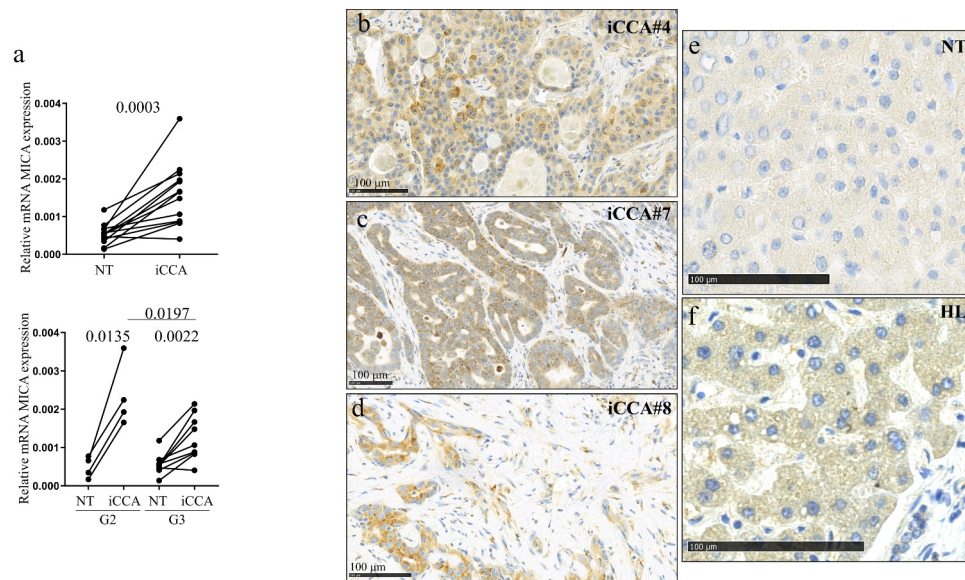 a
Relative mRNA MICA expression
0.004
0.003
0.002
0.001
0.000
0.0003
NT iCCA
Relative mRNA MICA expression
0.004
0.003
0.002
0.001
0.000
0.0197
0.0135 0.0022
NT iCCA NT iCCA
G2 G3
b iCCA#4
100 µm
c iCCA#7
100 µm
d iCCA#8
100 µm
e NT
100 µm
f HL
100 µm